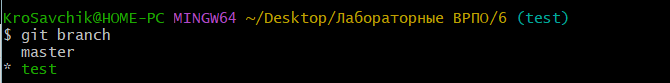 KroSavchik@HOME-PC MINGW64 ~/Desktop/Лабораторные ВРПО/6 (test)
$ git branch
  master
* test